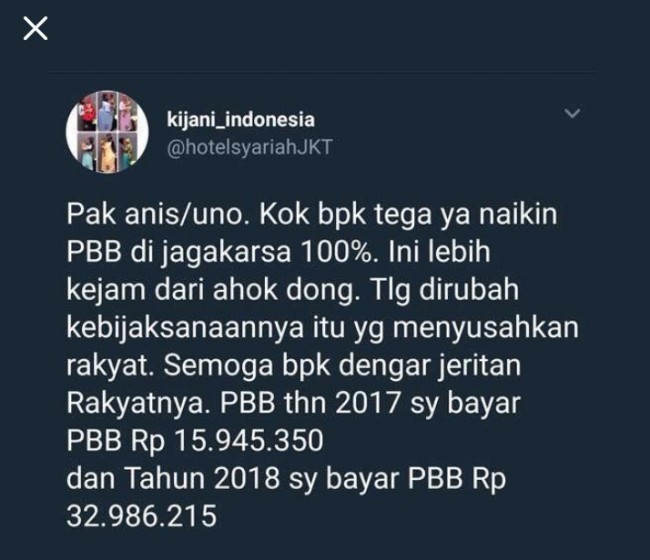 kijani_indonesia
@hotelsyariahJKT
Pak anis/uno. Kok bpk tega ya naikin
PBB di jagakarsa 100%. Ini lebih
kejam dari ahok dong. Tlg dirubah
kebijaksanaannya itu yg menyusahkan
rakyat. Semoga bpk dengar jeritan
Rakyatnya. PBB thn 2017 sy bayar
PBB Rp 15.945.350
dan Tahun 2018 sy bayar PBB Rp
32.986.215